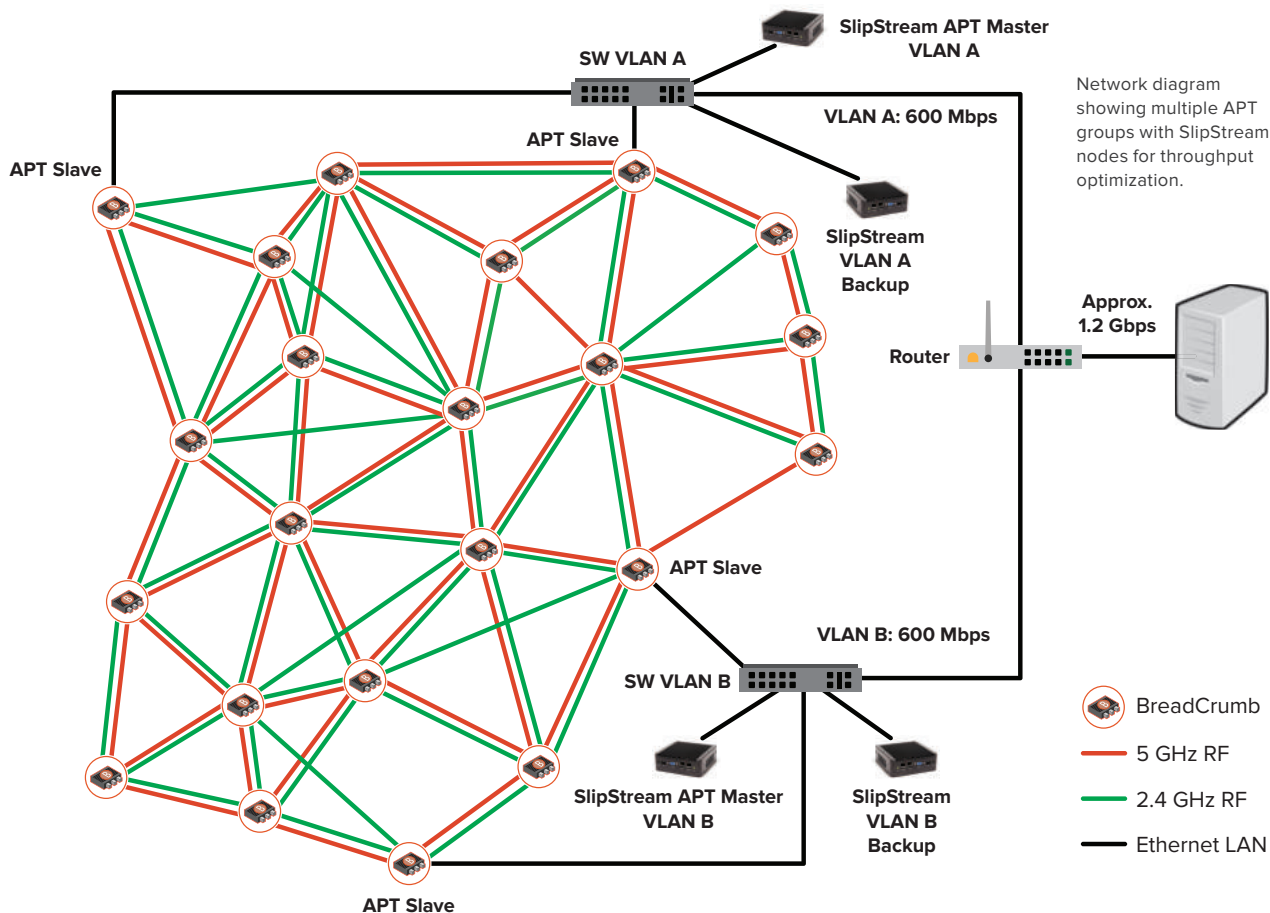 SlipStream APT Master
VLAN A
SW VLAN A
Network diagram
showing multiple APT
groups with SlipStream
nodes for throughput
optimization.
VLAN A: 600 Mbps
APT Slave
APT Slave
SlipStream
VLAN A
Backup
Approx.
1.2 Gbps
Router
APT Slave
VLAN B: 600 Mbps
SW VLAN B
SlipStream APT Master
VLAN B
SlipStream
VLAN B
Backup
APT Slave
BreadCrumb
5 GHz RF
2.4 GHz RF
Ethernet LAN